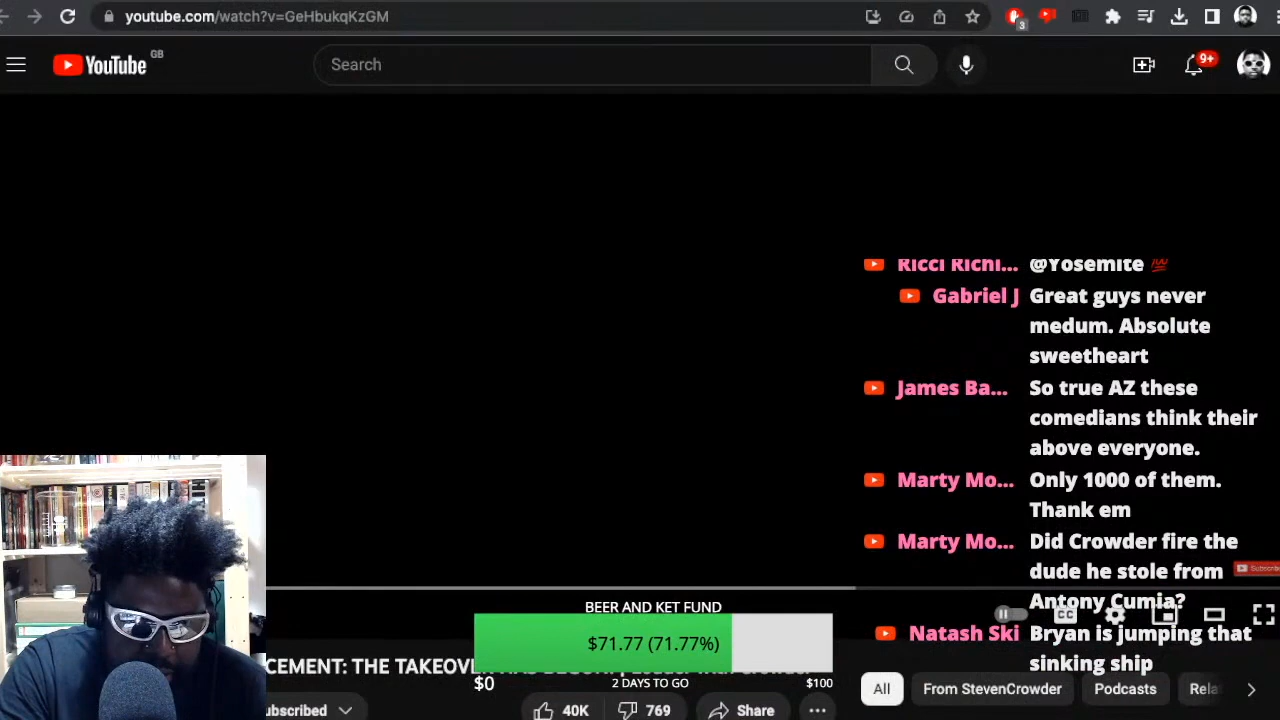 youtube.com/watch?v=GeHbukqKzGM
3
YouTube GB
Search
9+
Ricci Richi... @Yosemite 💯
Gabriel J Great guys never
medum. Absolute
sweetheart
James Ba... So true AZ these
comedians think their
above everyone.
Marty Mo... Only 1000 of them.
Thank em
Marty Mo... Did Crowder fire the
dude he stole from
Antony Cumia?
Subscribe
CC
Natash Ski Bryan is jumping that
sinking ship
BEER AND KET FUND
$71.77 (71.77%)
$0 2 DAYS TO GO $100
CEMENT: THE TAKEOVER
ubscribed
40K 769 Share
All From StevenCrowder Podcasts Rela